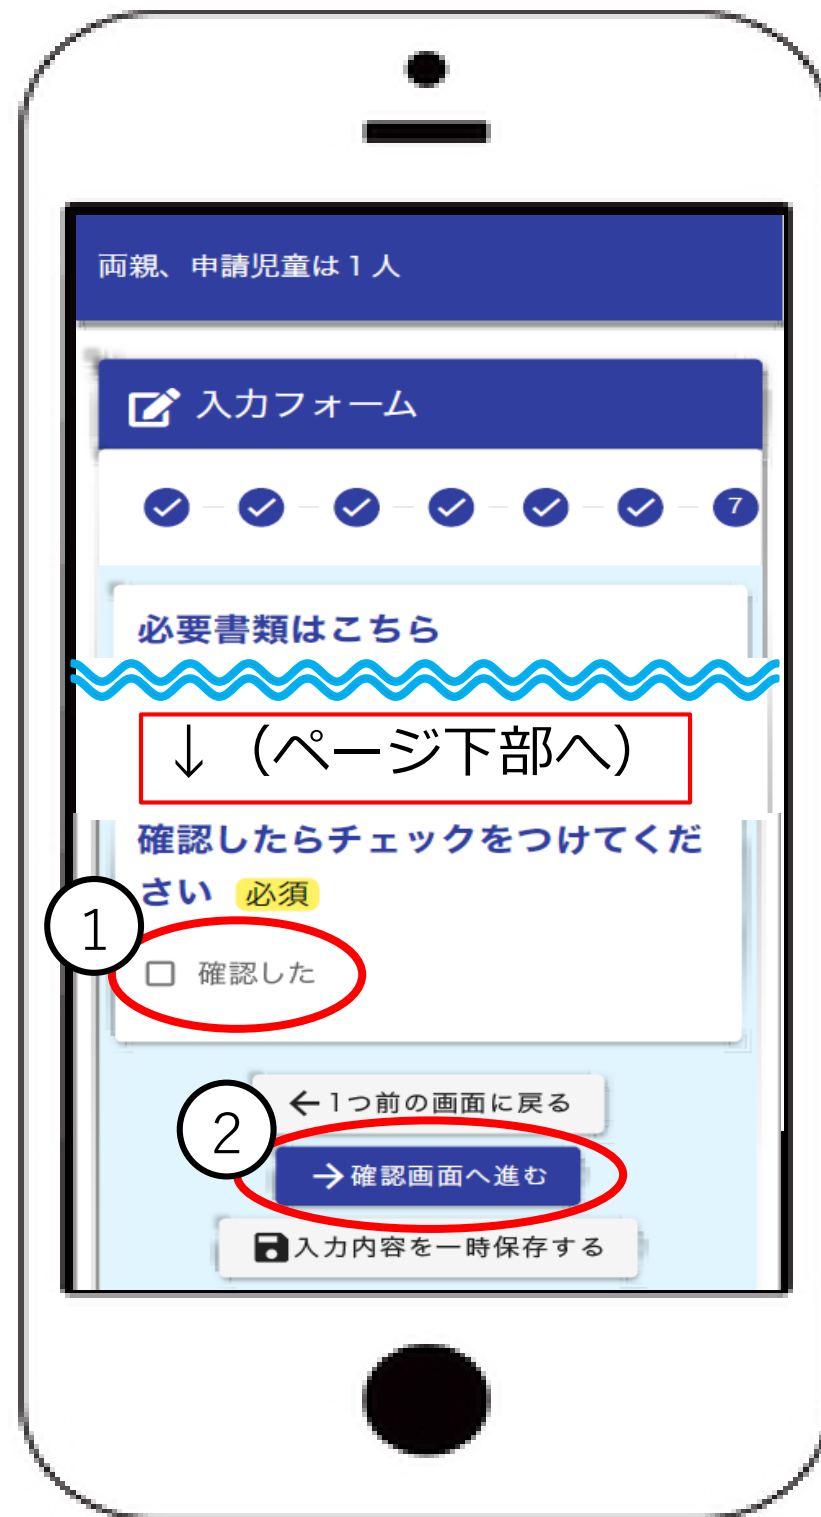 両親、申請児童は１人
入力フォーム
7
必要書類はこちら
↓（ページ下部へ）
確認したらチェックをつけてくだ
さい 必須
1
確認した
←1つ前の画面に戻る
2
→確認画面へ進む
入力内容を一時保存する